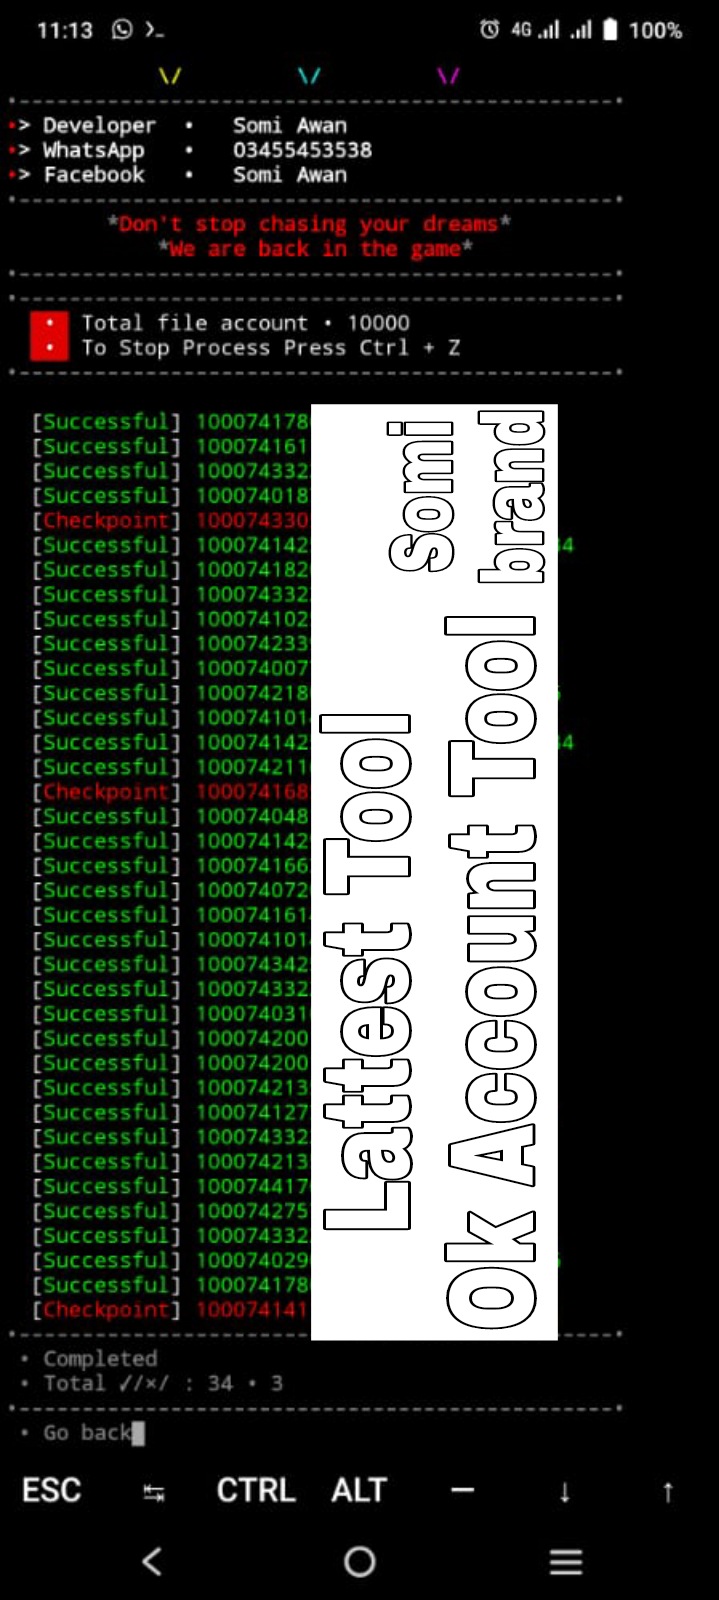 11:13 >_ 4G 100%
\/ \/ \/
•> Developer • Somi Awan
•> WhatsApp • 03455453538
•> Facebook • Somi Awan
*Don't stop chasing your dreams*
*We are back in the game*
• Total file account • 10000
• To Stop Process Press Ctrl + Z
[Successful] 100074178
[Successful] 100074161
[Successful] 100074332
[Successful] 100074018
[Checkpoint] 100074330
[Successful] 100074142 34
[Successful] 100074182
[Successful] 100074332
[Successful] 100074102
[Successful] 100074233
[Successful] 100074007
[Successful] 100074218
[Successful] 100074101
[Successful] 100074142 34
[Successful] 100074211
[Checkpoint] 100074168
[Successful] 100074048
[Successful] 100074142
[Successful] 100074166
[Successful] 100074072
[Successful] 100074161
[Successful] 100074101
[Successful] 100074342
[Successful] 100074332
[Successful] 100074031
[Successful] 100074200
[Successful] 100074200
[Successful] 100074213
[Successful] 100074127
[Successful] 100074332
[Successful] 100074213
[Successful] 100074417
[Successful] 100074275
[Successful] 100074332
[Successful] 100074029
[Successful] 100074178
[Checkpoint] 100074141
Lattest Tool Somi
Ok Account Tool brand
• Completed
• Total ✓/×/ : 34 • 3
• Go back
ESC CTRL ALT — ↓ ↑